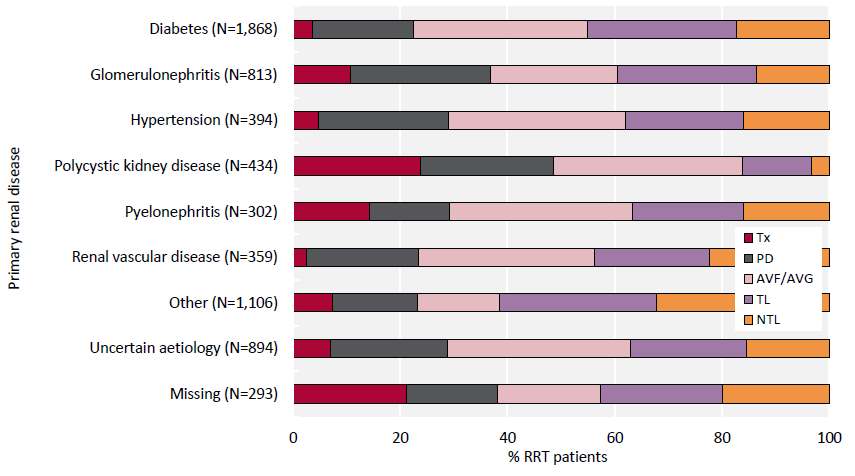 Primary renal disease
Diabetes (N=1,868)
Glomerulonephritis (N=813)
Hypertension (N=394)
Polycystic kidney disease (N=434)
Pyelonephritis (N=302)
Renal vascular disease (N=359)
Other (N=1,106)
Uncertain aetiology (N=894)
Missing (N=293)
Tx
PD
AVF/AVG
TL
NTL
0 20 40 60 80 100
% RRT patients